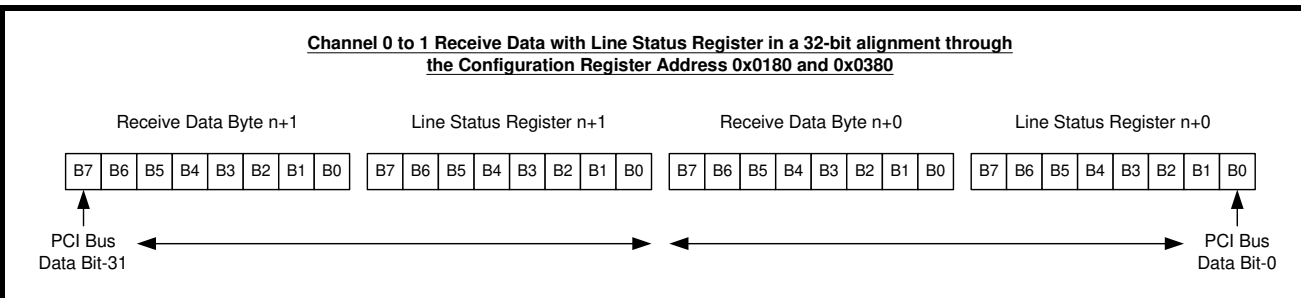 Channel 0 to 1 Receive Data with Line Status Register in a 32-bit alignment through
the Configuration Register Address 0x0180 and 0x0380
Receive Data Byte n+1 Line Status Register n+1 Receive Data Byte n+0 Line Status Register n+0
B7 B6 B5 B4 B3 B2 B1 B0 B7 B6 B5 B4 B3 B2 B1 B0 B7 B6 B5 B4 B3 B2 B1 B0 B7 B6 B5 B4 B3 B2 B1 B0
PCI Bus
Data Bit-31
PCI Bus
Data Bit-0